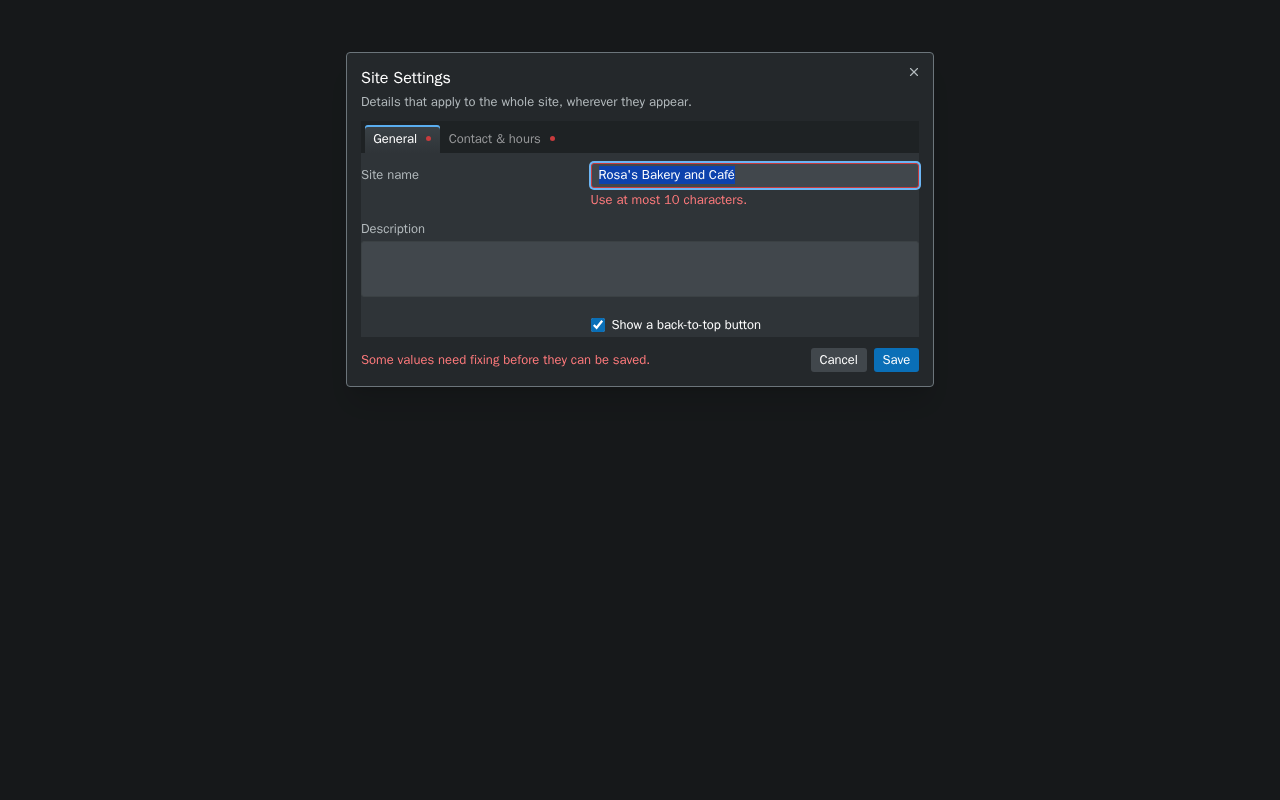 Site Settings
Details that apply to the whole site, wherever they appear.
General
Contact & hours
Site name
Rosa's Bakery and Café
Use at most 10 characters.
Description
Show a back-to-top button
Some values need fixing before they can be saved.
Cancel
Save